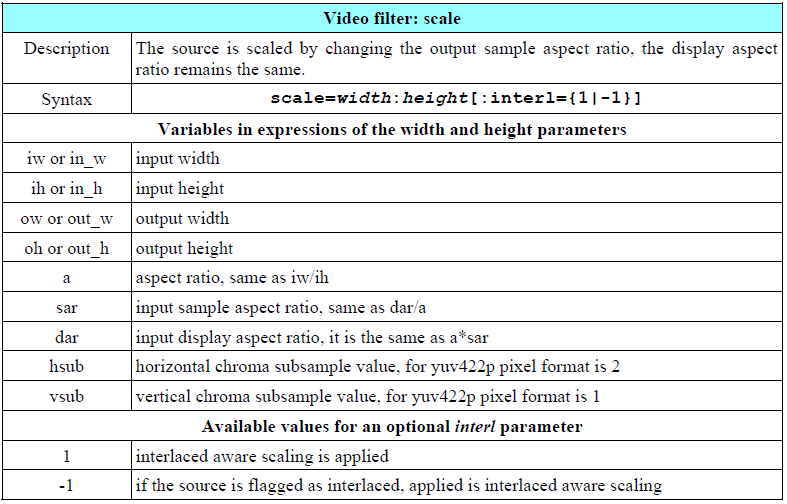 Video filter: scale
Description The source is scaled by changing the output sample aspect ratio, the display aspect
ratio remains the same.
Syntax scale=width:height[:interl={1|-1}]
Variables in expressions of the width and height parameters
iw or in_w input width
ih or in_h input height
ow or out_w output width
oh or out_h output height
a aspect ratio, same as iw/ih
sar input sample aspect ratio, same as dar/a
dar input display aspect ratio, it is the same as a*sar
hsub horizontal chroma subsample value, for yuv422p pixel format is 2
vsub vertical chroma subsample value, for yuv422p pixel format is 1
Available values for an optional interl parameter
1 interlaced aware scaling is applied
-1 if the source is flagged as interlaced, applied is interlaced aware scaling